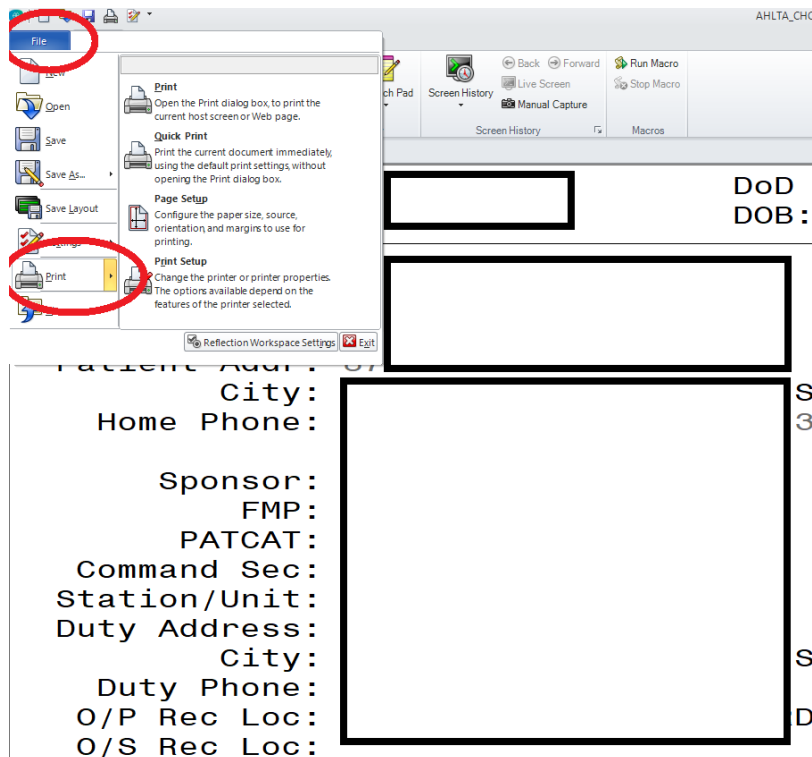 AHLTA_CHC
File
New
Open
Save
Save As...
Save Layout
Print
Print
Open the Print dialog box, to print the
current host screen or Web page.
Quick Print
Print the current document immediately,
using the default print settings, without
opening the Print dialog box.
Page Setup
Configure the paper size, source,
orientation, and margins to use for
printing.
Print Setup
Change the printer or printer properties.
The options available depend on the
features of the printer selected.
Reflection Workspace Settings Exit
ch Pad
Screen History
Back Forward
Live Screen
Manual Capture
Screen History
Run Macro
Stop Macro
Macros
DoD
DOB:
Patient Addr:
City: S
Home Phone: 3
Sponsor:
FMP:
PATCAT:
Command Sec:
Station/Unit:
Duty Address:
City: S
Duty Phone:
O/P Rec Loc: D
O/S Rec Loc: